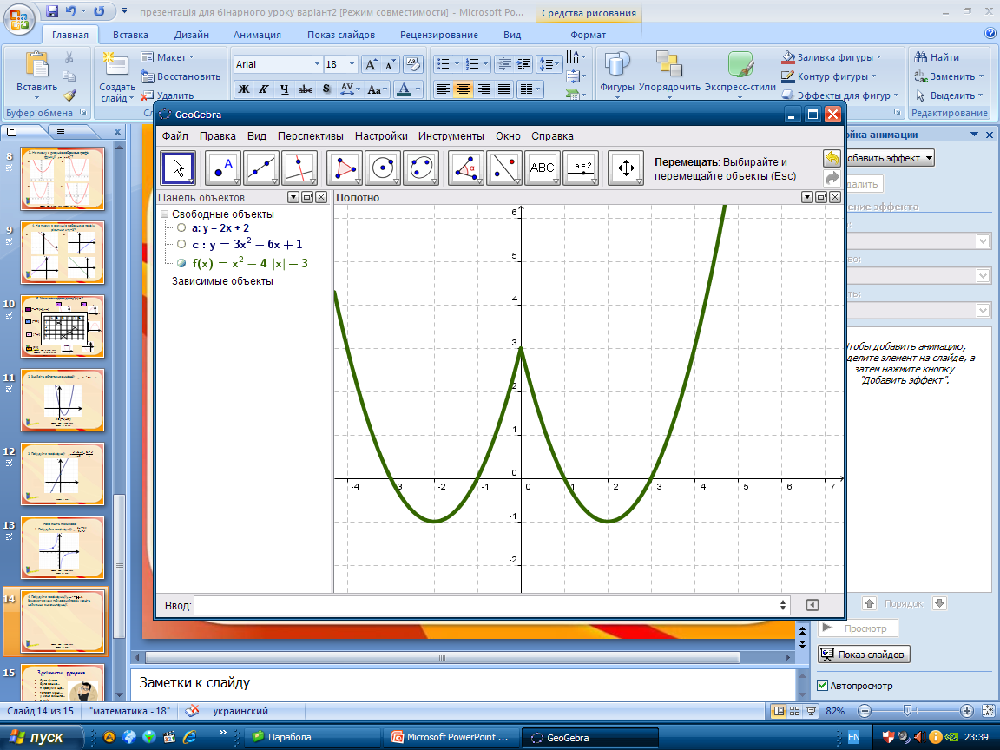 презентація для бінарного уроку варіант2 [Режим совместимости] - Microsoft Po...
Средства рисования
Главная Вставка Дизайн Анимация Показ слайдов Рецензирование Вид Формат
Вставить
Буфер обмена
Создать слайд
Макет
Восстановить
Удалить
Arial 18
Ж К Ч abc S AV Aa A
Фигуры Упорядочить Экспресс-стили
Заливка фигуры
Контур фигуры
Эффекты для фигур
Найти
Заменить
Выделить
Редактирование
8
9
10
11
12
13
14
15
GeoGebra
Файл Правка Вид Перспективы Настройки Инструменты Окно Справка
A
α
ABC
a = 2
Перемещать: Выбирайте и
перемещайте объекты (Esc)
Панель объектов
Свободные объекты
a: y = 2x + 2
c : y = 3x² − 6x + 1
f(x) = x² − 4 |x| + 3
Зависимые объекты
Полотно
6
5
4
3
2
1
0
-4 -3 -2 -1 0 1 2 3 4 5 6 7
-1
-2
Ввод:
йка анимации
обавить эффект
далить
ение эффекта
во:
ть:
Чтобы добавить анимацию,
делите элемент на слайде, а
затем нажмите кнопку
"Добавить эффект".
Порядок
Просмотр
Показ слайдов
Автопросмотр
Заметки к слайду
Слайд 14 из 15 "математика - 18" украинский 82%
пуск
Парабола
Microsoft PowerPoint ...
GeoGebra
EN
23:39